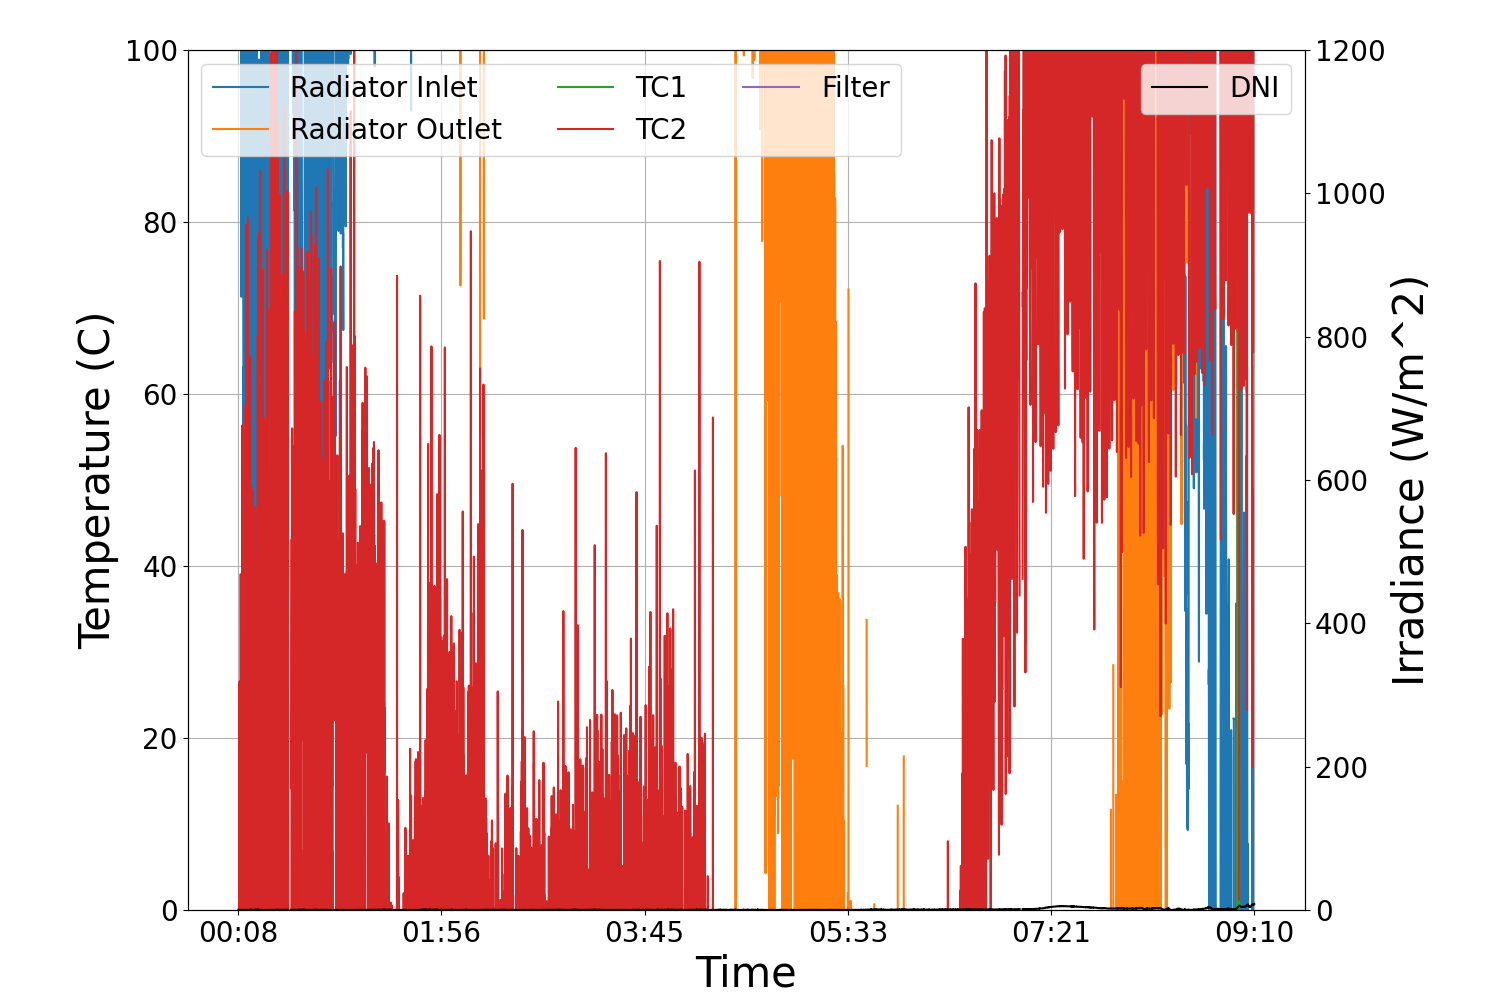 Radiator Inlet
Radiator Outlet
TC1
TC2
Filter
DNI
100
80
60
40
20
0
Temperature (C)
1200
1000
800
600
400
200
0
Irradiance (W/m^2)
00:08 01:56 03:45 05:33 07:21 09:10
Time